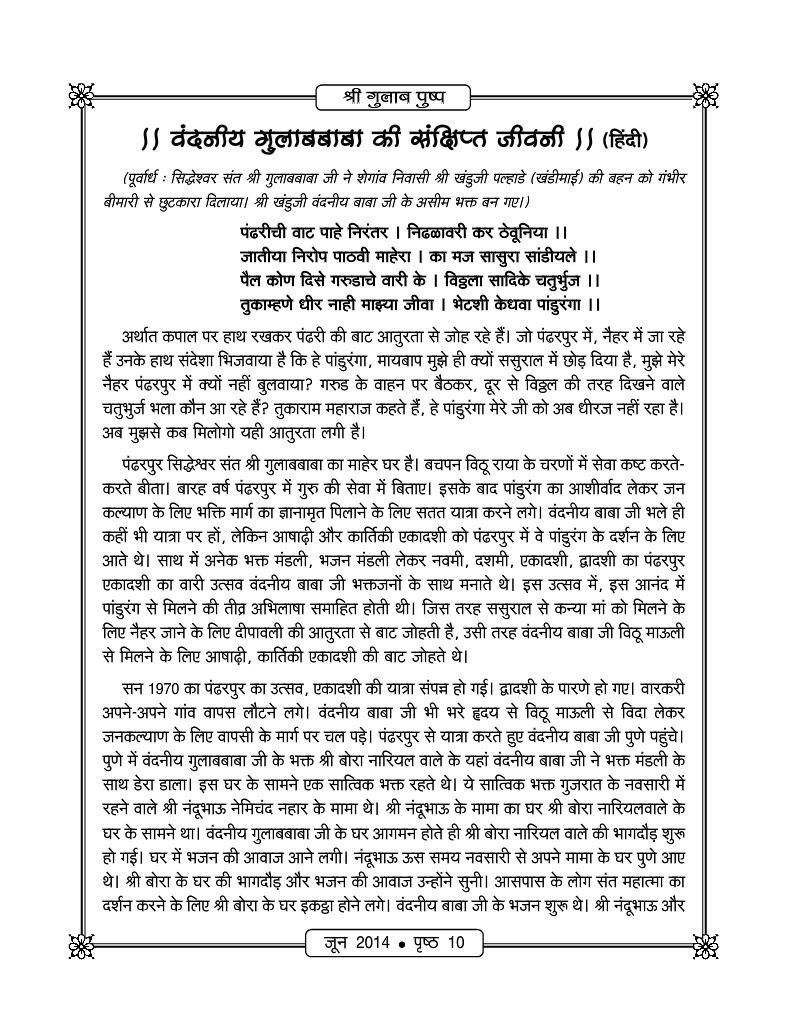 श्री गुलाब पुष्प
।। वंदनीय गुलाबबाबा की संक्षिप्त जीवनी ।। (हिंदी)
(पूर्वार्ध : सिद्धेश्वर संत श्री गुलाबबाबा जी ने शेगांव निवासी श्री खंडुजी पल्हाडे (खंडीमाई) की बहन को गंभीर
बीमारी से छुटकारा दिलाया। श्री खंडुजी वंदनीय बाबा जी के असीम भक्त बन गए।)
पंढरीची वाट पाहे निरंतर । निढळावरी कर ठेवूनिया ।।
जातीया निरोप पाठवी माहेरा । का मज सासुरा सांडीयले ।।
पैल कोण दिसे गरुडाचे वारी के । विठ्ठला सादिके चतुर्भुज ।।
तुकाम्हणे धीर नाही माझ्या जीवा । भेटशी केधवा पांडुरंगा ।।
अर्थात कपाल पर हाथ रखकर पंढरी की बाट आतुरता से जोह रहे हैं। जो पंढरपुर में, नैहर में जा रहे
हैं उनके हाथ संदेशा भिजवाया है कि हे पांडुरंगा, मायबाप मुझे ही क्यों ससुराल में छोड़ दिया है, मुझे मेरे
नैहर पंढरपुर में क्यों नहीं बुलवाया? गरुड के वाहन पर बैठकर, दूर से विठ्ठल की तरह दिखने वाले
चतुभुर्ज भला कौन आ रहे हैं? तुकाराम महाराज कहते हैं, हे पांडुरंगा मेरे जी को अब धीरज नहीं रहा है।
अब मुझसे कब मिलोगो यही आतुरता लगी है।
पंढरपुर सिद्धेश्वर संत श्री गुलाबबाबा का माहेर घर है। बचपन विठू राया के चरणों में सेवा कष्ट करते-
करते बीता। बारह वर्ष पंढरपुर में गुरु की सेवा में बिताए। इसके बाद पांडुरंग का आशीर्वाद लेकर जन
कल्याण के लिए भक्ति मार्ग का ज्ञानामृत पिलाने के लिए सतत यात्रा करने लगे। वंदनीय बाबा जी भले ही
कहीं भी यात्रा पर हों, लेकिन आषाढ़ी और कार्तिकी एकादशी को पंढरपुर में वे पांडुरंग के दर्शन के लिए
आते थे। साथ में अनेक भक्त मंडली, भजन मंडली लेकर नवमी, दशमी, एकादशी, द्वादशी का पंढरपुर
एकादशी का वारी उत्सव वंदनीय बाबा जी भक्तजनों के साथ मनाते थे। इस उत्सव में, इस आनंद में
पांडुरंग से मिलने की तीव्र अभिलाषा समाहित होती थी। जिस तरह ससुराल से कन्या मां को मिलने के
लिए नैहर जाने के लिए दीपावली की आतुरता से बाट जोहती है, उसी तरह वंदनीय बाबा जी विठू माऊली
से मिलने के लिए आषाढ़ी, कार्तिकी एकादशी की बाट जोहते थे।
सन 1970 का पंढरपुर का उत्सव, एकादशी की यात्रा संपन्न हो गई। द्वादशी के पारणे हो गए। वारकरी
अपने-अपने गांव वापस लौटने लगे। वंदनीय बाबा जी भी भरे हृदय से विठू माऊली से विदा लेकर
जनकल्याण के लिए वापसी के मार्ग पर चल पड़े। पंढरपुर से यात्रा करते हुए वंदनीय बाबा जी पुणे पहुंचे।
पुणे में वंदनीय गुलाबबाबा जी के भक्त श्री बोरा नारियल वाले के यहां वंदनीय बाबा जी ने भक्त मंडली के
साथ डेरा डाला। इस घर के सामने एक सात्विक भक्त रहते थे। ये सात्विक भक्त गुजरात के नवसारी में
रहने वाले श्री नंदूभाऊ नेमिचंद नहार के मामा थे। श्री नंदूभाऊ के मामा का घर श्री बोरा नारियलवाले के
घर के सामने था। वंदनीय गुलाबबाबा जी के घर आगमन होते ही श्री बोरा नारियल वाले की भागदौड़ शुरू
हो गई। घर में भजन की आवाज आने लगी। नंदूभाऊ ऊस समय नवसारी से अपने मामा के घर पुणे आए
थे। श्री बोरा के घर की भागदौड़ और भजन की आवाज उन्होंने सुनी। आसपास के लोग संत महात्मा का
दर्शन करने के लिए श्री बोरा के घर इकठ्ठा होने लगे। वंदनीय बाबा जी के भजन शुरू थे। श्री नंदूभाऊ और
जून 2014 ● पृष्ठ 10